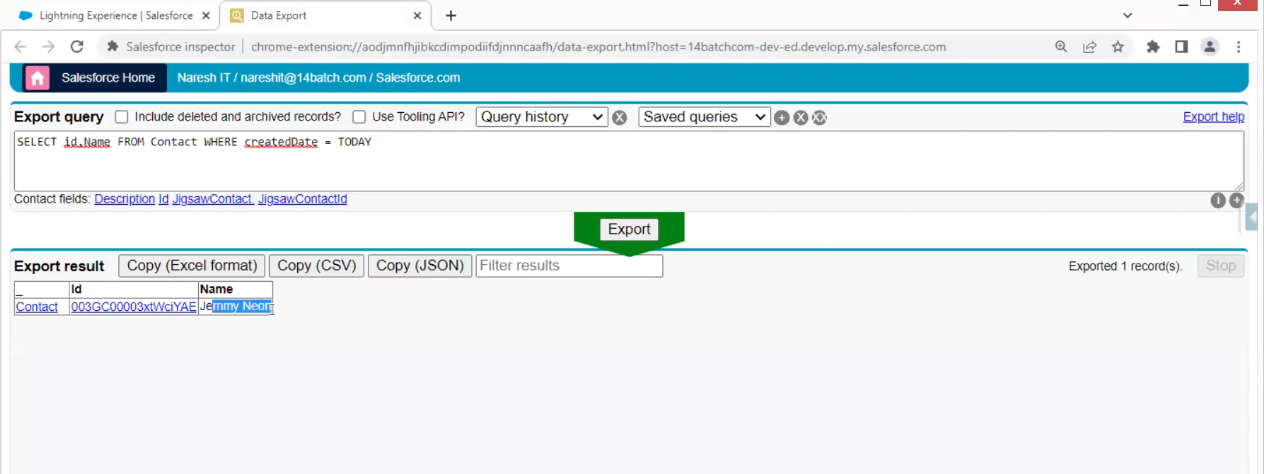 Lightning Experience | Salesforce
Data Export
Salesforce inspector | chrome-extension://aodjmnfhjibkcdimpodiifdjnnncaafh/data-export.html?host=14batchcom-dev-ed.develop.my.salesforce.com
Salesforce Home Naresh IT / nareshit@14batch.com / Salesforce.com
Export query Include deleted and archived records? Use Tooling API? Query history X Saved queries + X Export help
SELECT id,Name FROM Contact WHERE createdDate = TODAY
Contact fields: Description Id JigsawContact. JigsawContactId
Export
Export result Copy (Excel format) Copy (CSV) Copy (JSON) Filter results Exported 1 record(s). Stop
_ Id Name
Contact 003GC00003xtWciYAE Jemmy Neon